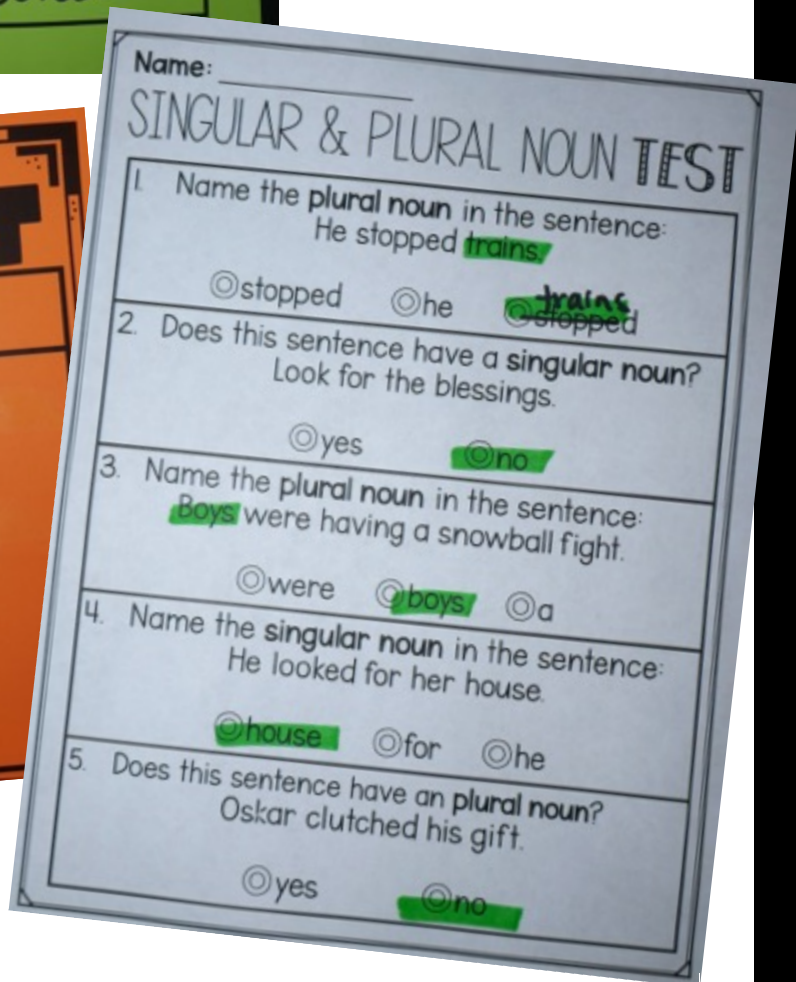 Name:
SINGULAR & PLURAL NOUN TEST
1. Name the plural noun in the sentence:
He stopped trains.
trains
stopped he stopped
2. Does this sentence have a singular noun?
Look for the blessings.
yes no
3. Name the plural noun in the sentence:
Boys were having a snowball fight.
were boys a
4. Name the singular noun in the sentence:
He looked for her house.
house for he
5. Does this sentence have an plural noun?
Oskar clutched his gift.
yes no